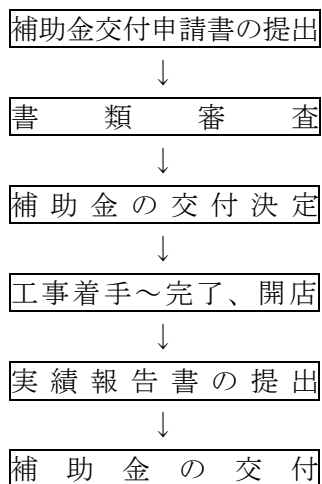 補助金交付申請書の提出
↓
書類審査
↓
補助金の交付決定
↓
工事着手～完了、開店
↓
実績報告書の提出
↓
補助金の交付